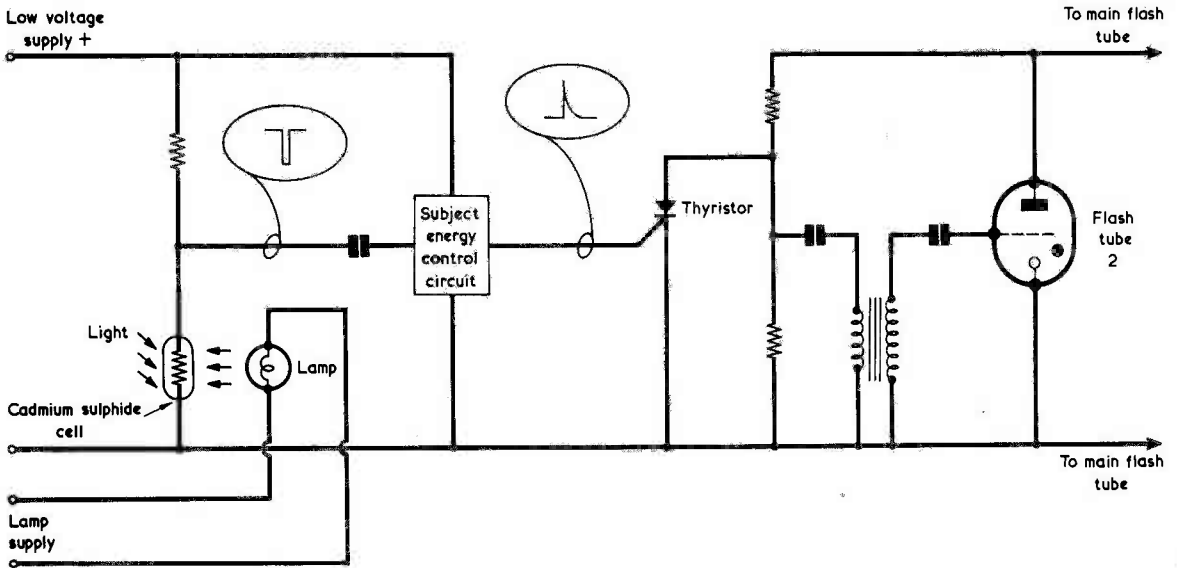 Low voltage
supply +
To main flash
tube
Subject
energy
control
circuit
Thyristor
Flash
tube
2
Light
Lamp
Cadmium sulphide
cell
To main flash
tube
Lamp
supply